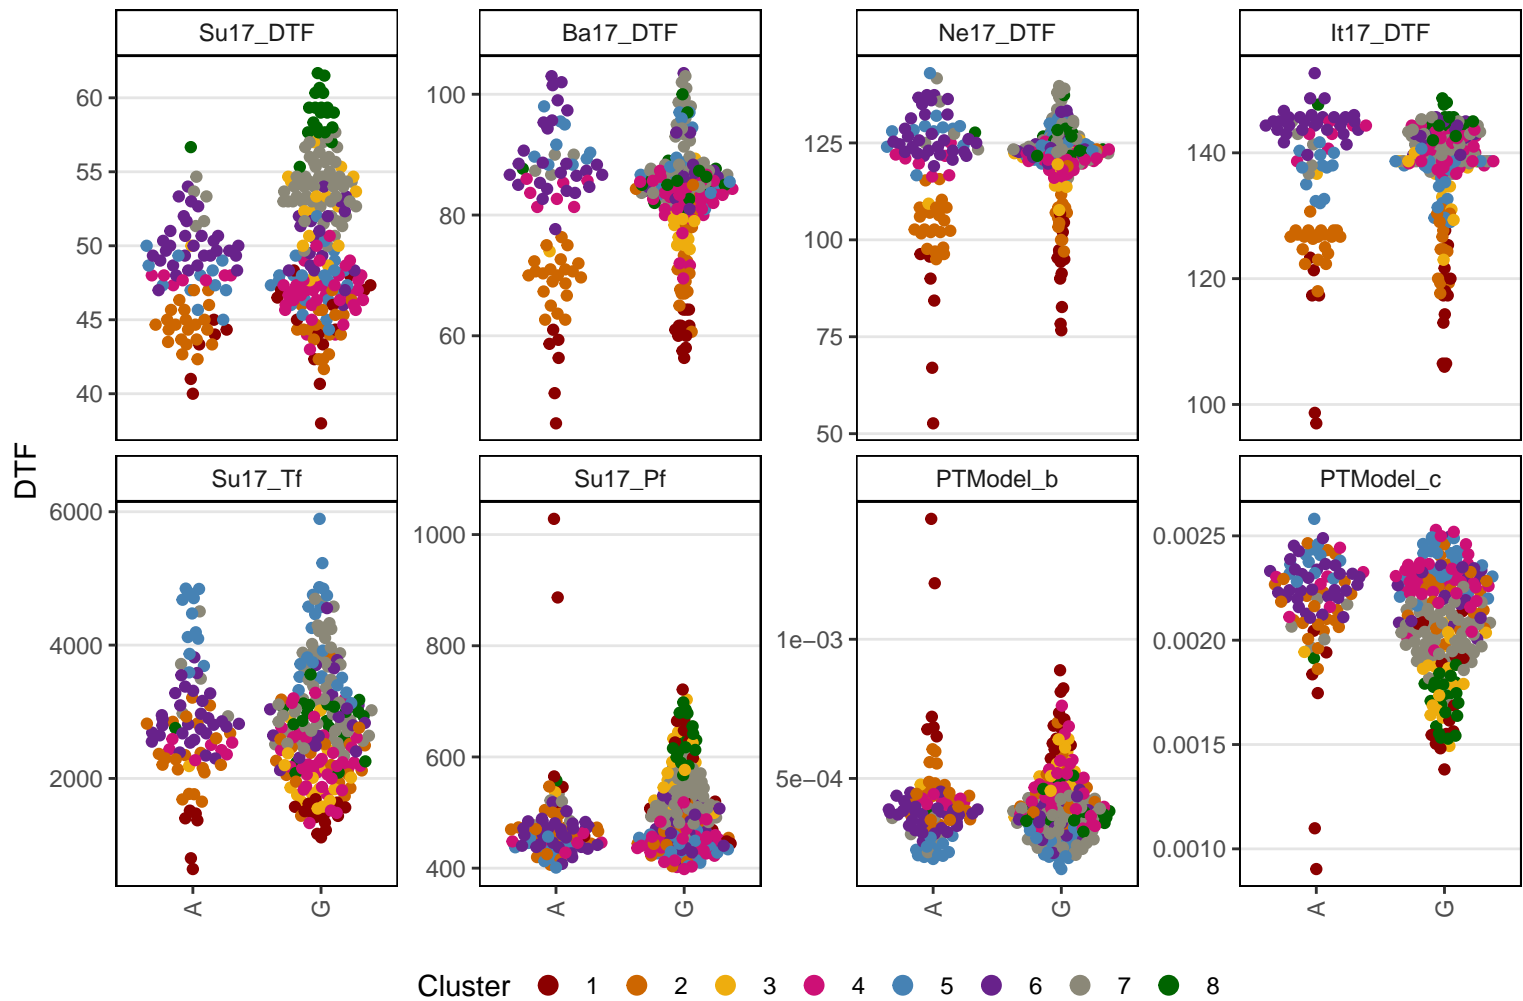 Su17_DTF
Ba17_DTF
Ne17_DTF
It17_DTF
60
55
50
45
40
100
80
60
125
100
75
50
140
120
100
DTF
Su17_Tf
Su17_Pf
PTModel_b
PTModel_c
6000
4000
2000
1000
800
600
400
1e−03
5e−04
0.0025
0.0020
0.0015
0.0010
A
G
A
G
A
G
A
G
Cluster 1 2 3 4 5 6 7 8